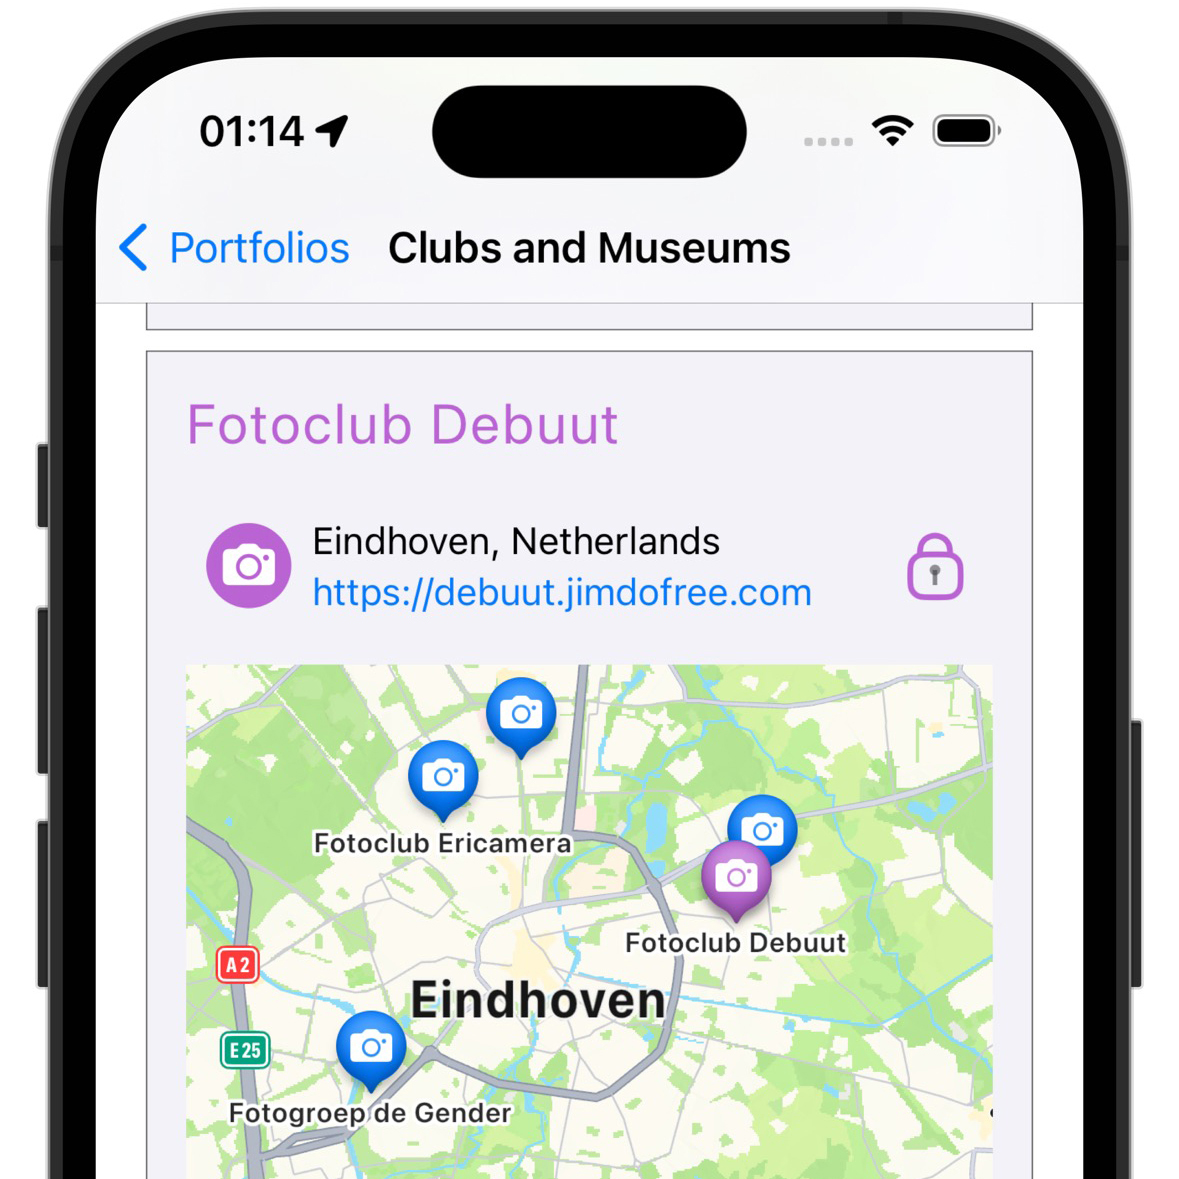 01:14
Portfolios Clubs and Museums
Fotoclub Debuut
Eindhoven, Netherlands
https://debuut.jimdofree.com
Fotoclub Ericamera
Fotoclub Debuut
A2
Eindhoven
E25
Fotogroep de Gender